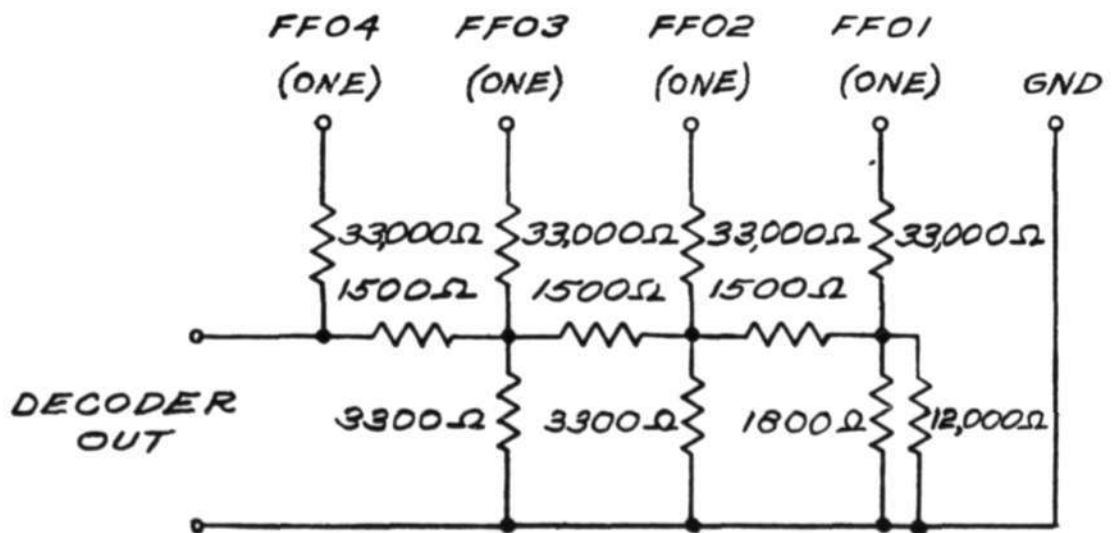 FF04 FF03 FF02 FF01
(ONE) (ONE) (ONE) (ONE) GND
33,000Ω 33,000Ω 33,000Ω 33,000Ω
1500Ω 1500Ω 1500Ω
DECODER
OUT
3300Ω 3300Ω 1800Ω 12,000Ω